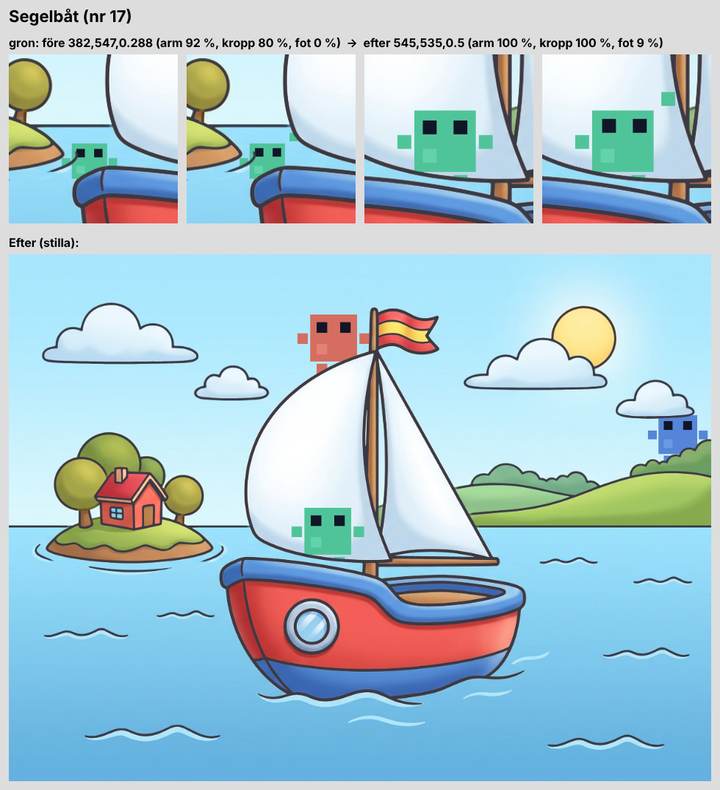 Segelbåt (nr 17)
gron: före 382,547,0.288 (arm 92 %, kropp 80 %, fot 0 %) → efter 545,535,0.5 (arm 100 %, kropp 100 %, fot 9 %)
Efter (stilla):